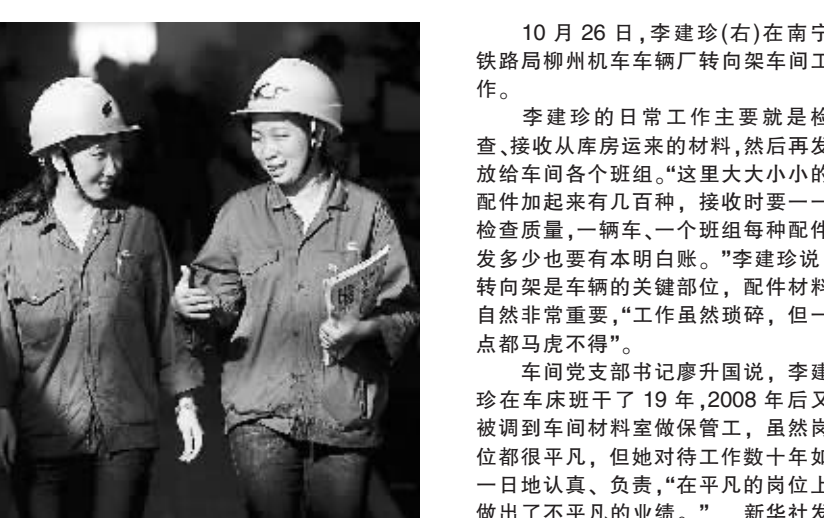 10 月 26 日,李建珍(右)在南宁
铁路局柳州机车车辆厂转向架车间工
作。
李建珍的日常工作主要就是检
查、接收从库房运来的材料,然后再发
放给车间各个班组。“这里大大小小的
配件加起来有几百种，接收时要一一
检查质量,一辆车、一个班组每种配件
发多少也要有本明白账。”李建珍说
转向架是车辆的关键部位，配件材料
自然非常重要,“工作虽然琐碎，但一
点都马虎不得”。
车间党支部书记廖升国说，李建
珍在车床班干了 19 年,2008 年后又
被调到车间材料室做保管工，虽然岗
位都很平凡，但她对待工作数十年如
一日地认真、负责,“在平凡的岗位上
做出了不平凡的业绩。” 新华社发